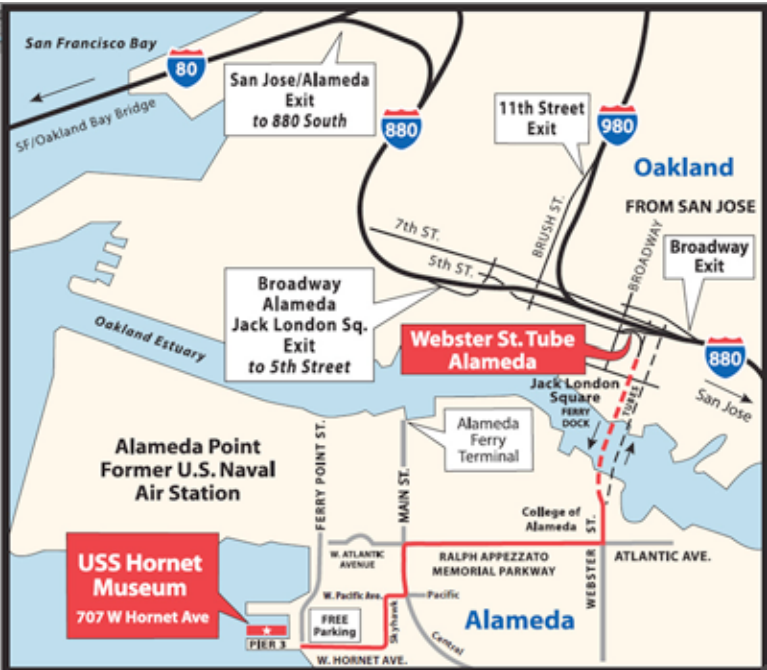 San Francisco Bay
80
SF/Oakland Bay Bridge
San Jose/Alameda
Exit
to 880 South
880
11th Street
Exit
980
Oakland
FROM SAN JOSE
7th ST.
5th ST.
BRUSH ST.
BROADWAY
Broadway
Exit
Broadway
Alameda
Jack London Sq.
Exit
to 5th Street
Webster St. Tube
Alameda
880
San Jose
Oakland Estuary
Jack London
Square
FERRY
DOCK
TUBES
Alameda
Ferry
Terminal
Alameda Point
Former U.S. Naval
Air Station
FERRY POINT ST.
MAIN ST.
College of
Alameda
WEBSTER ST.
W. ATLANTIC
AVENUE
RALPH APPEZZATO
MEMORIAL PARKWAY
ATLANTIC AVE.
USS Hornet
Museum
707 W Hornet Ave
W. Pacific Ave.
Pacific
Skyhawk
Central
Alameda
FREE
Parking
PIER 3
W. HORNET AVE.